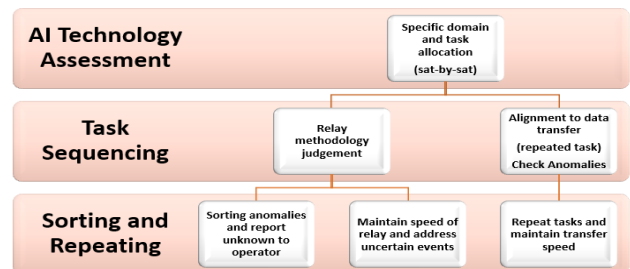 AI Technology
Assessment
Specific domain
and task
allocation
(sat-by-sat)
Task
Sequencing
Relay
methodology
judgement
Alignment to data
transfer
(repeated task)
Check Anomalies
Sorting and
Repeating
Sorting anomalies
and report
unknown to
operator
Maintain speed of
relay and address
uncertain events
Repeat tasks and
maintain transfer
speed